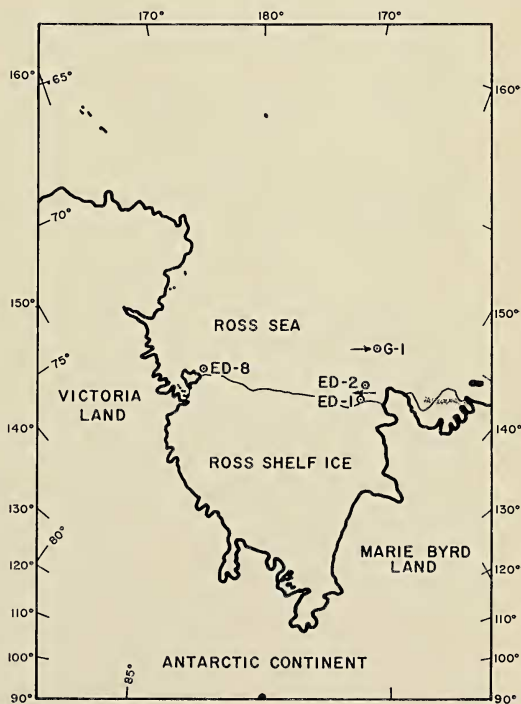 170° 180° 170°
160° 65° 160°
70°
150° ROSS SEA 150°
G-1
75° ED-8 ED-2
VICTORIA ED-1
LAND
140° ROSS SHELF ICE 140°
130° 130°
80° MARIE BYRD
120° LAND 120°
110° 110°
100° ANTARCTIC CONTINENT 100°
90° 85° 90°